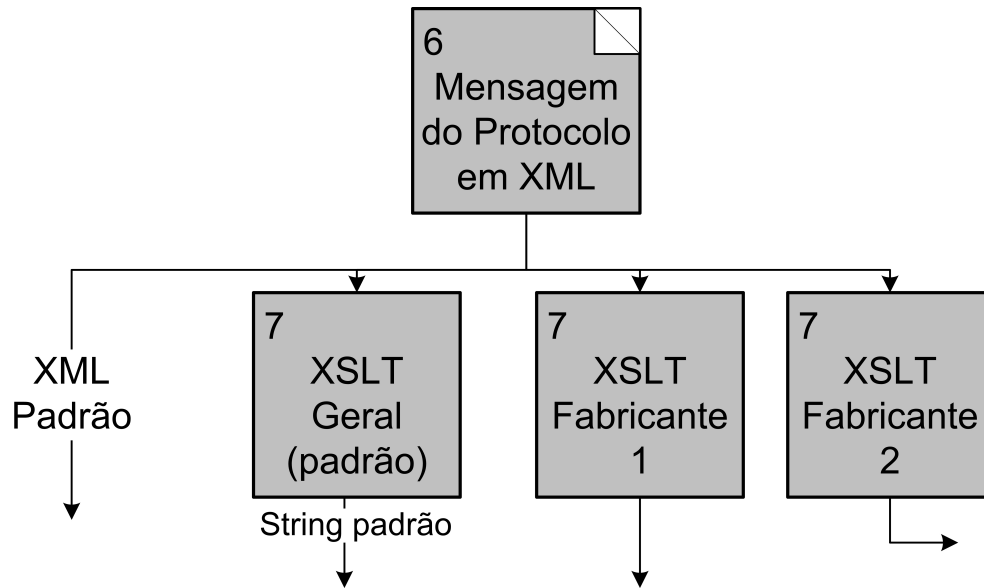 6
Mensagem
do Protocolo
em XML
XML
Padrão
7
XSLT
Geral
(padrão)
String padrão
7
XSLT
Fabricante
1
7
XSLT
Fabricante
2